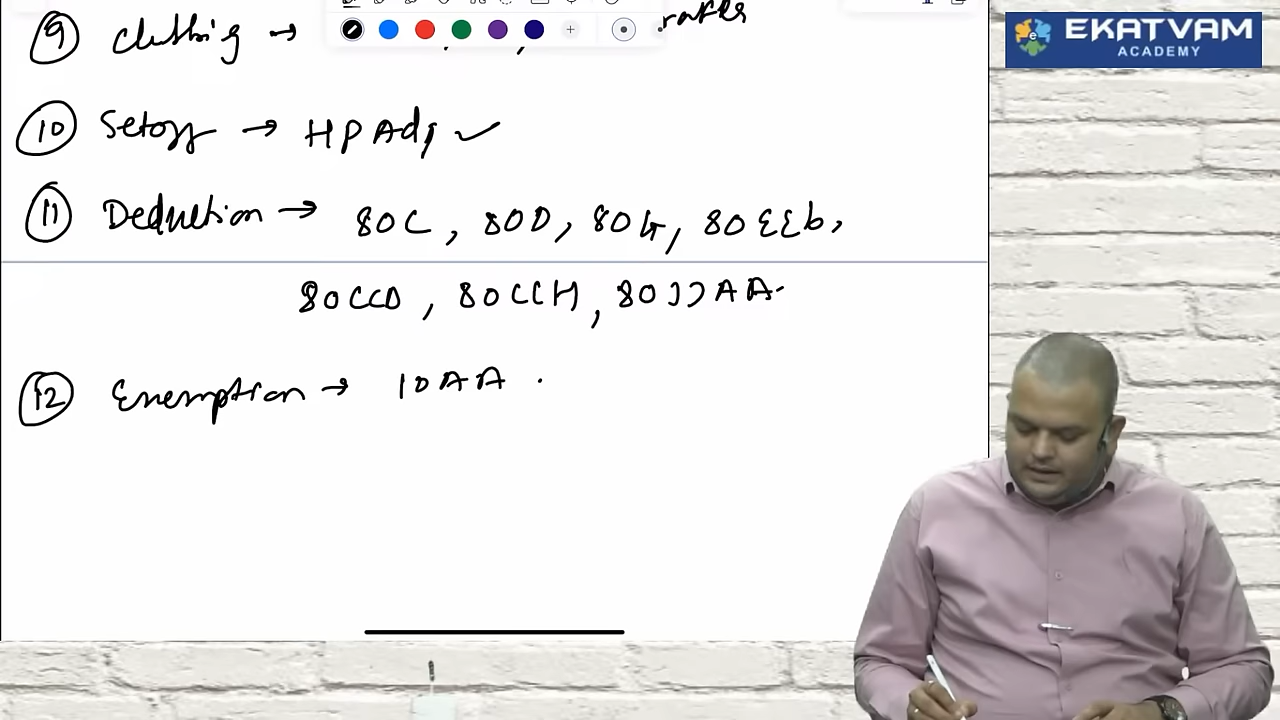 ⑨ Clubbing → rates
⑩ Setoff → HP Adj ✓
⑪ Deduction → 80C, 80D, 80G, 80EEb,
80CCD, 80CCH, 80JJAA.
⑫ Exemption → 10AA.
EKATVAM
ACADEMY